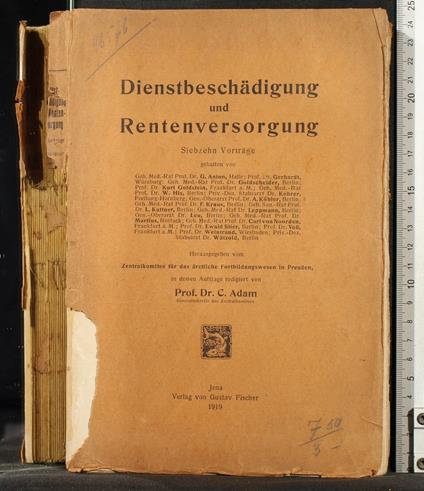 Dienstbeschädigung
und
Rentenversorgung
Siebzehn Vorträge
gehalten von
Geh. Med.-Rat Prof. Dr. G. Anton, Halle; Prof. Dr. Gerhardt,
Würzburg; Geh. Med.-Rat Prof. Dr. Goldscheider, Berlin;
Prof. Dr. Kurt Goldstein, Frankfurt a. M.; Geh. Med.-Rat
Prof. Dr. W. His, Berlin; Priv.-Doz. Stabsarzt Dr. Kehrer,
Freiburg-Hornberg; Gen.-Oberarzt Prof. Dr. A. Köhler, Berlin;
Geh. Med.-Rat Prof. Dr. F. Kraus, Berlin; Geh. San.-Rat Prof.
Dr. L. Kuttner, Berlin; Geh. Med.-Rat Dr. Leppmann, Berlin;
Gen.-Oberarzt Dr. Leu, Berlin; Geh. Med.-Rat Prof. Dr.
Martius, Rostock; Geh. Med.-Rat Prof. Dr. Carl von Noorden,
Frankfurt a. M.; Prof. Dr. Ewald Stier, Berlin; Prof. Dr. Voß,
Frankfurt a. M.; Prof. Dr. Weintraud, Wiesbaden; Priv.-Doz.
Stabsarzt Dr. Wätzold, Berlin
Herausgegeben vom
Zentralkomitee für das ärztliche Fortbildungswesen in Preußen,
in dessen Auftrage redigiert von
Prof. Dr. C. Adam
Generalsekretär des Zentralkomitees
Jena
Verlag von Gustav Fischer
1919